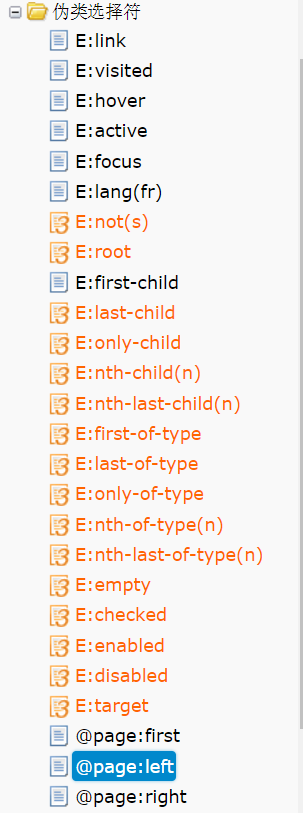 伪类选择符
E:link
E:visited
E:hover
E:active
E:focus
E:lang(fr)
E:not(s)
E:root
E:first-child
E:last-child
E:only-child
E:nth-child(n)
E:nth-last-child(n)
E:first-of-type
E:last-of-type
E:only-of-type
E:nth-of-type(n)
E:nth-last-of-type(n)
E:empty
E:checked
E:enabled
E:disabled
E:target
@page:first
@page:left
@page:right